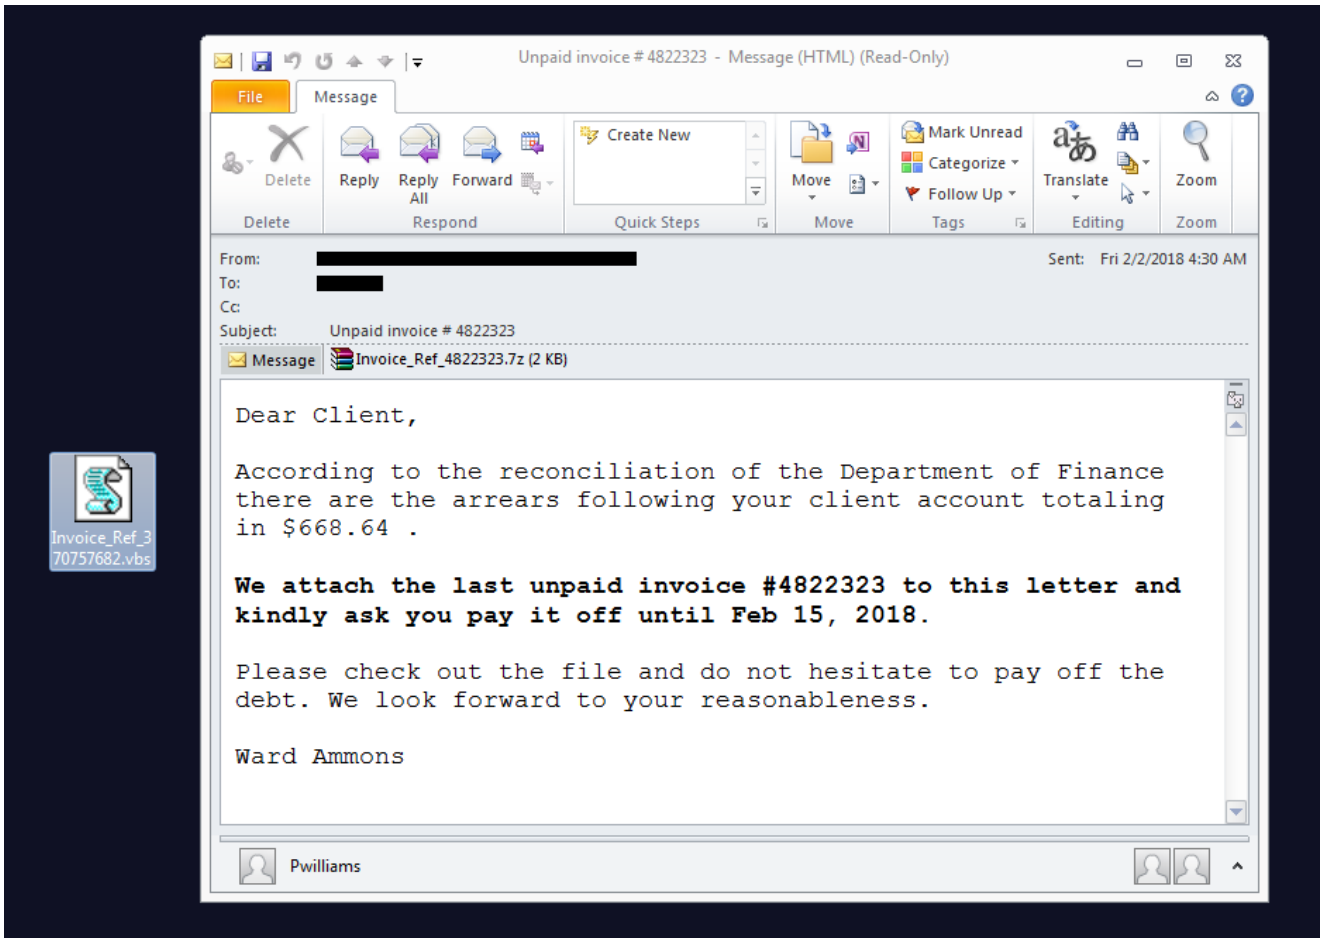 Unpaid invoice # 4822323 - Message (HTML) (Read-Only)
File
Message
Delete
Reply
Reply All
Forward
Create New
Move
Mark Unread
Categorize
Follow Up
Translate
Zoom
Delete
Respond
Quick Steps
Move
Tags
Editing
Zoom
From:
Sent: Fri 2/2/2018 4:30 AM
To:
Cc:
Subject: Unpaid invoice # 4822323
Message
Invoice_Ref_4822323.7z (2 KB)
Dear Client,
According to the reconciliation of the Department of Finance
there are the arrears following your client account totaling
in $668.64 .
We attach the last unpaid invoice #4822323 to this letter and
kindly ask you pay it off until Feb 15, 2018.
Please check out the file and do not hesitate to pay off the
debt. We look forward to your reasonableness.
Ward Ammons
Pwilliams
Invoice_Ref_3
70757682.vbs